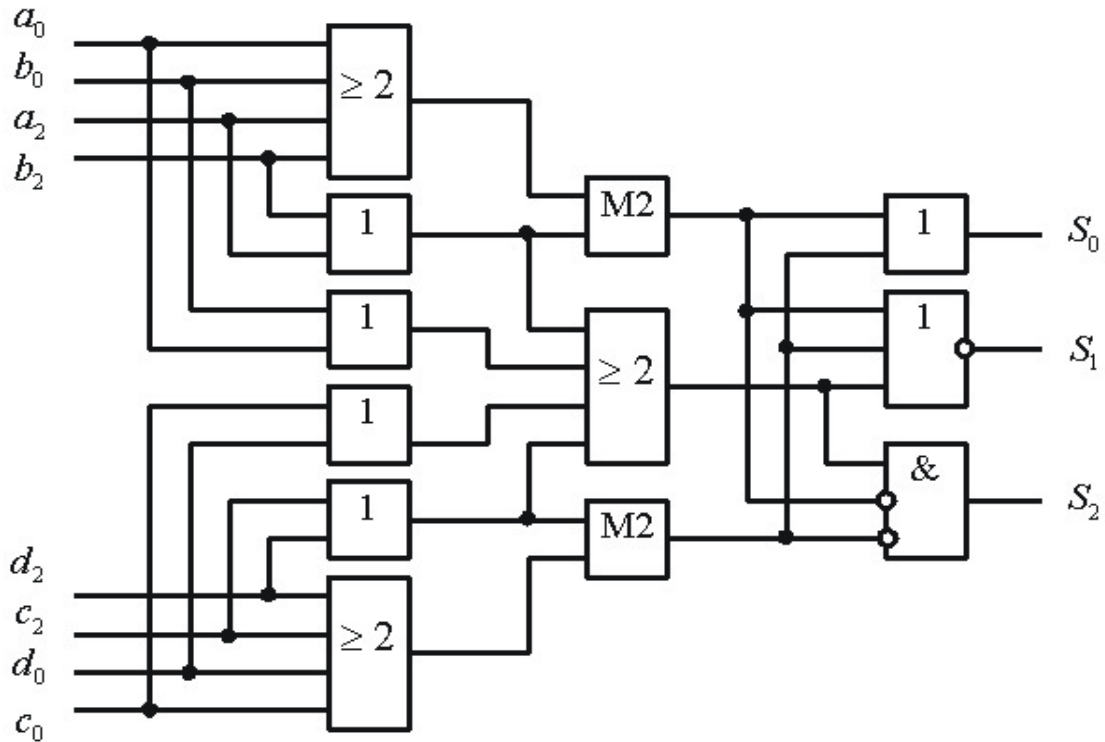 a₀
b₀
a₂
b₂
≥ 2
1
1
1
1
≥ 2
d₂
c₂
d₀
c₀
M2
≥ 2
M2
1
1
&
S₀
S₁
S₂